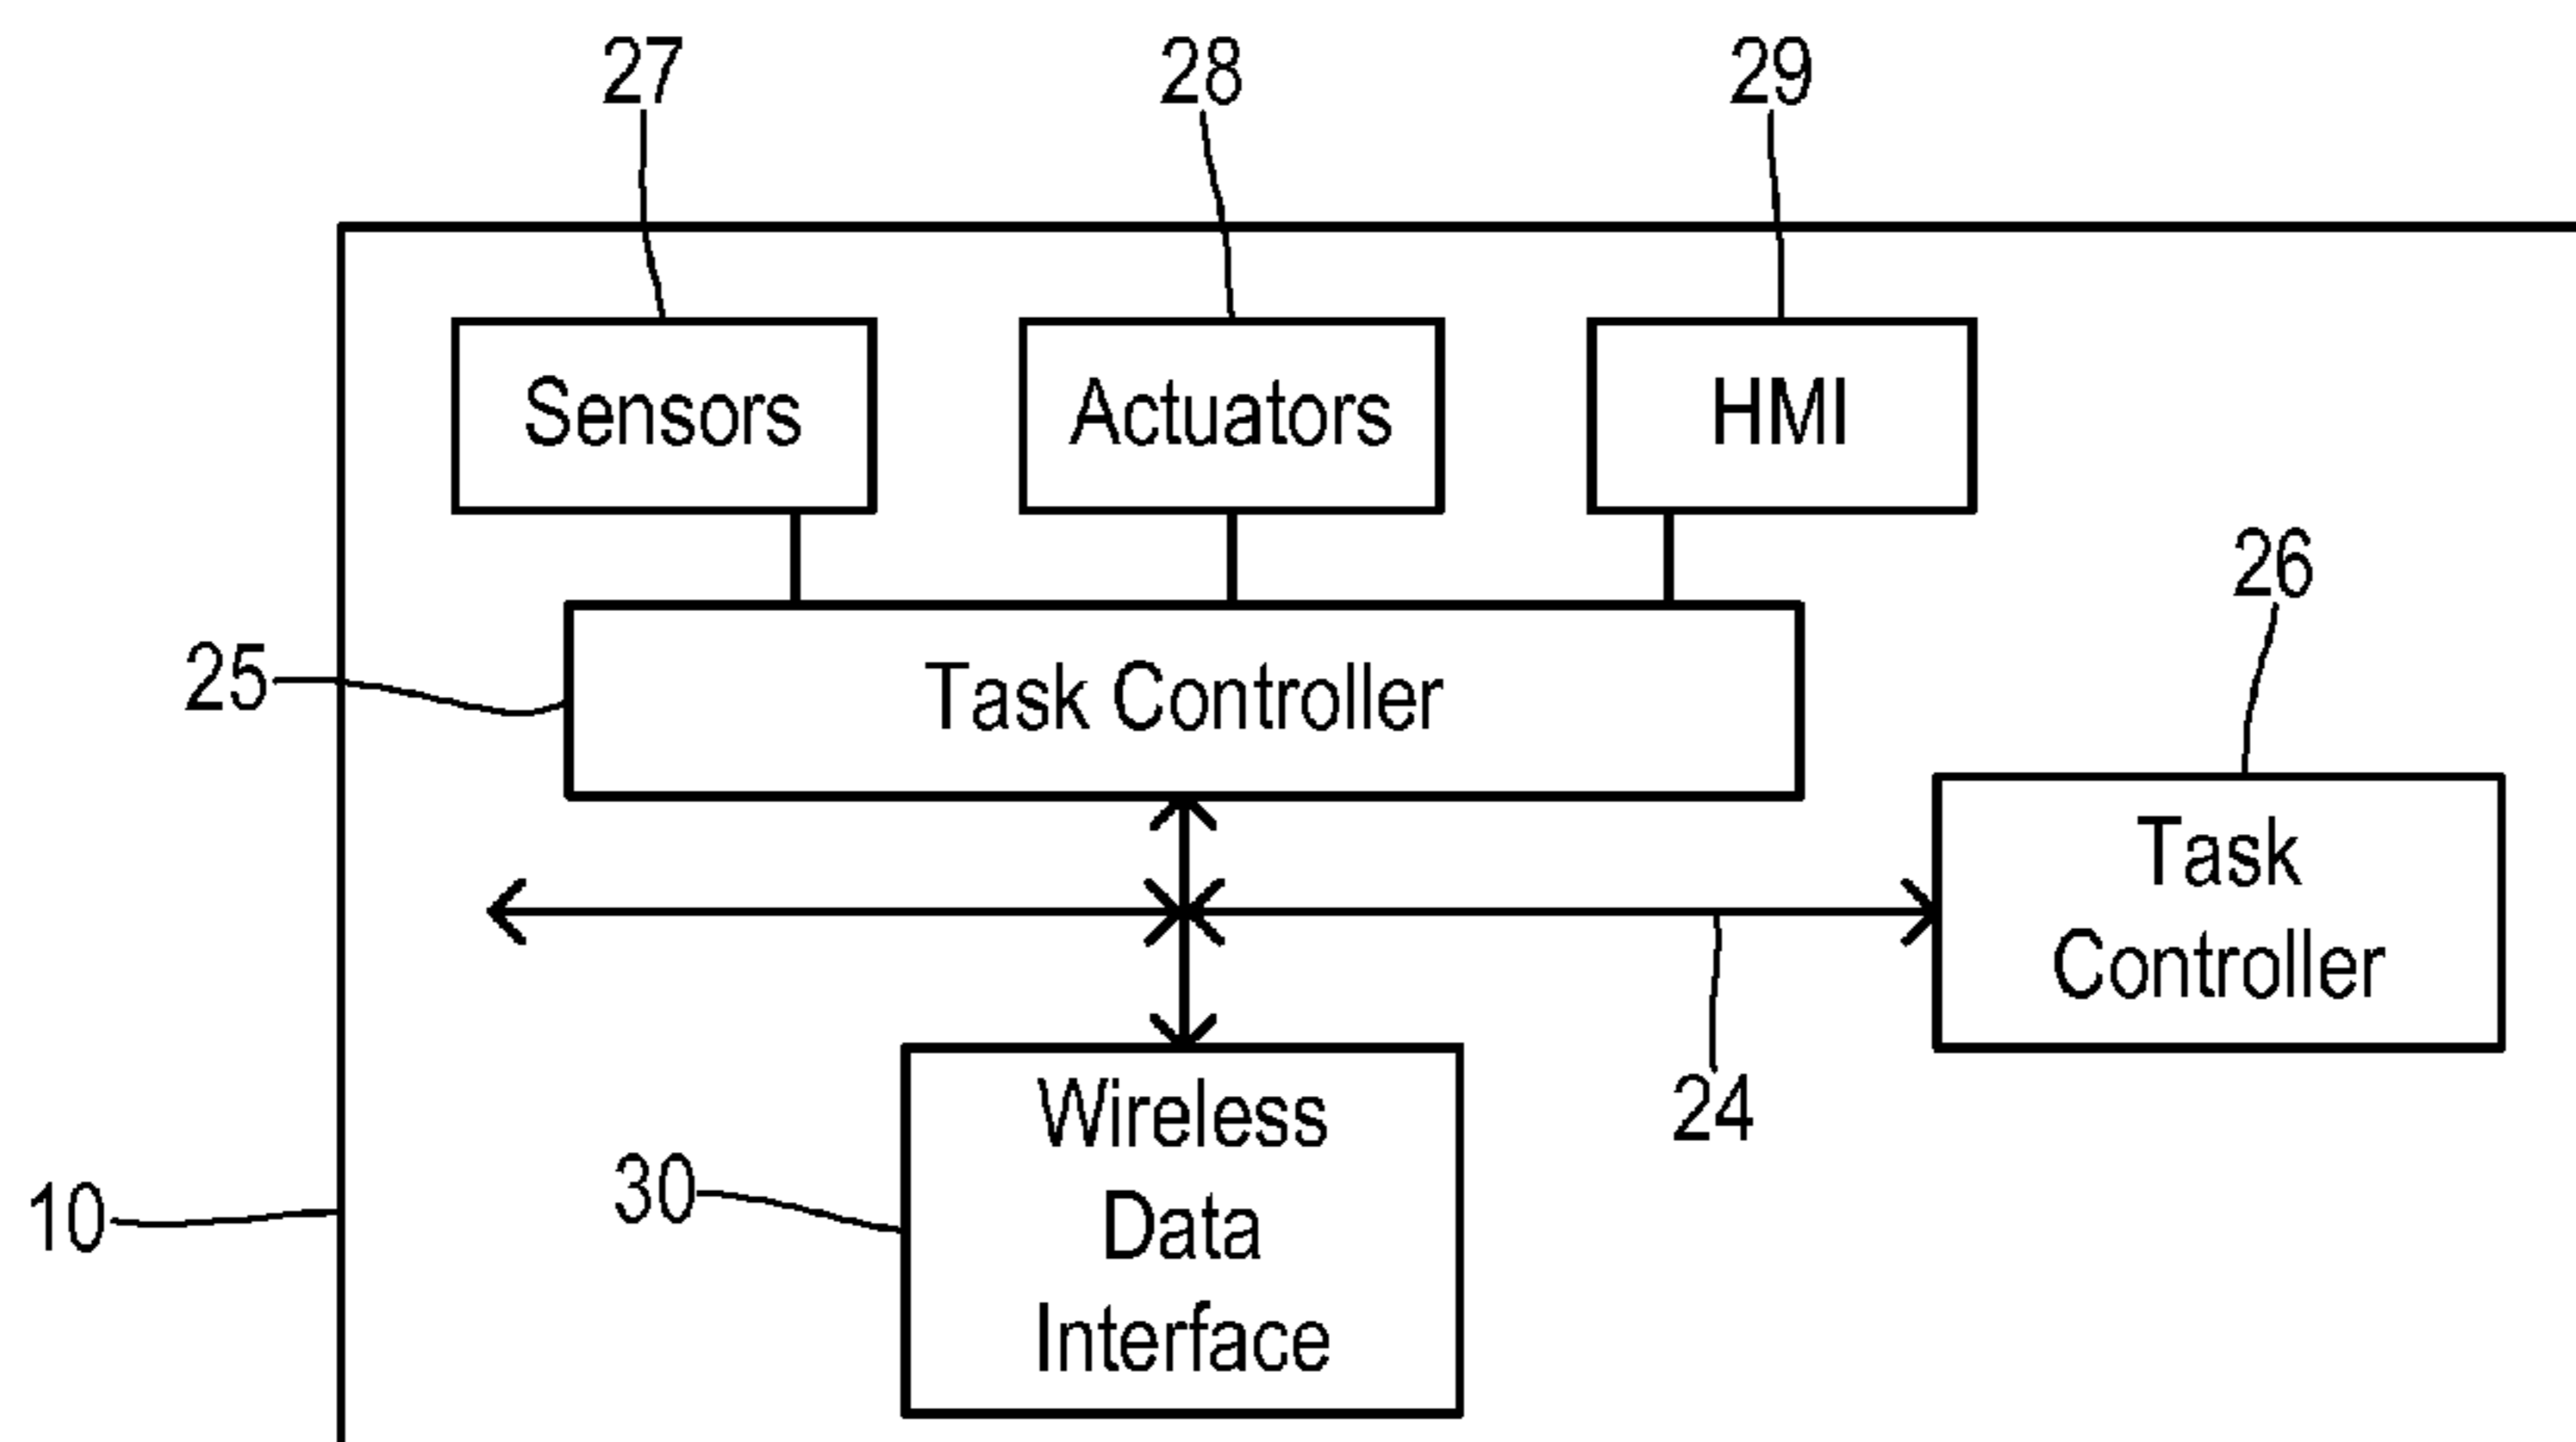 27
28
29
Sensors
Actuators
HMI
26
25
Task Controller
Task
Controller
24
Wireless
Data
Interface
30
10